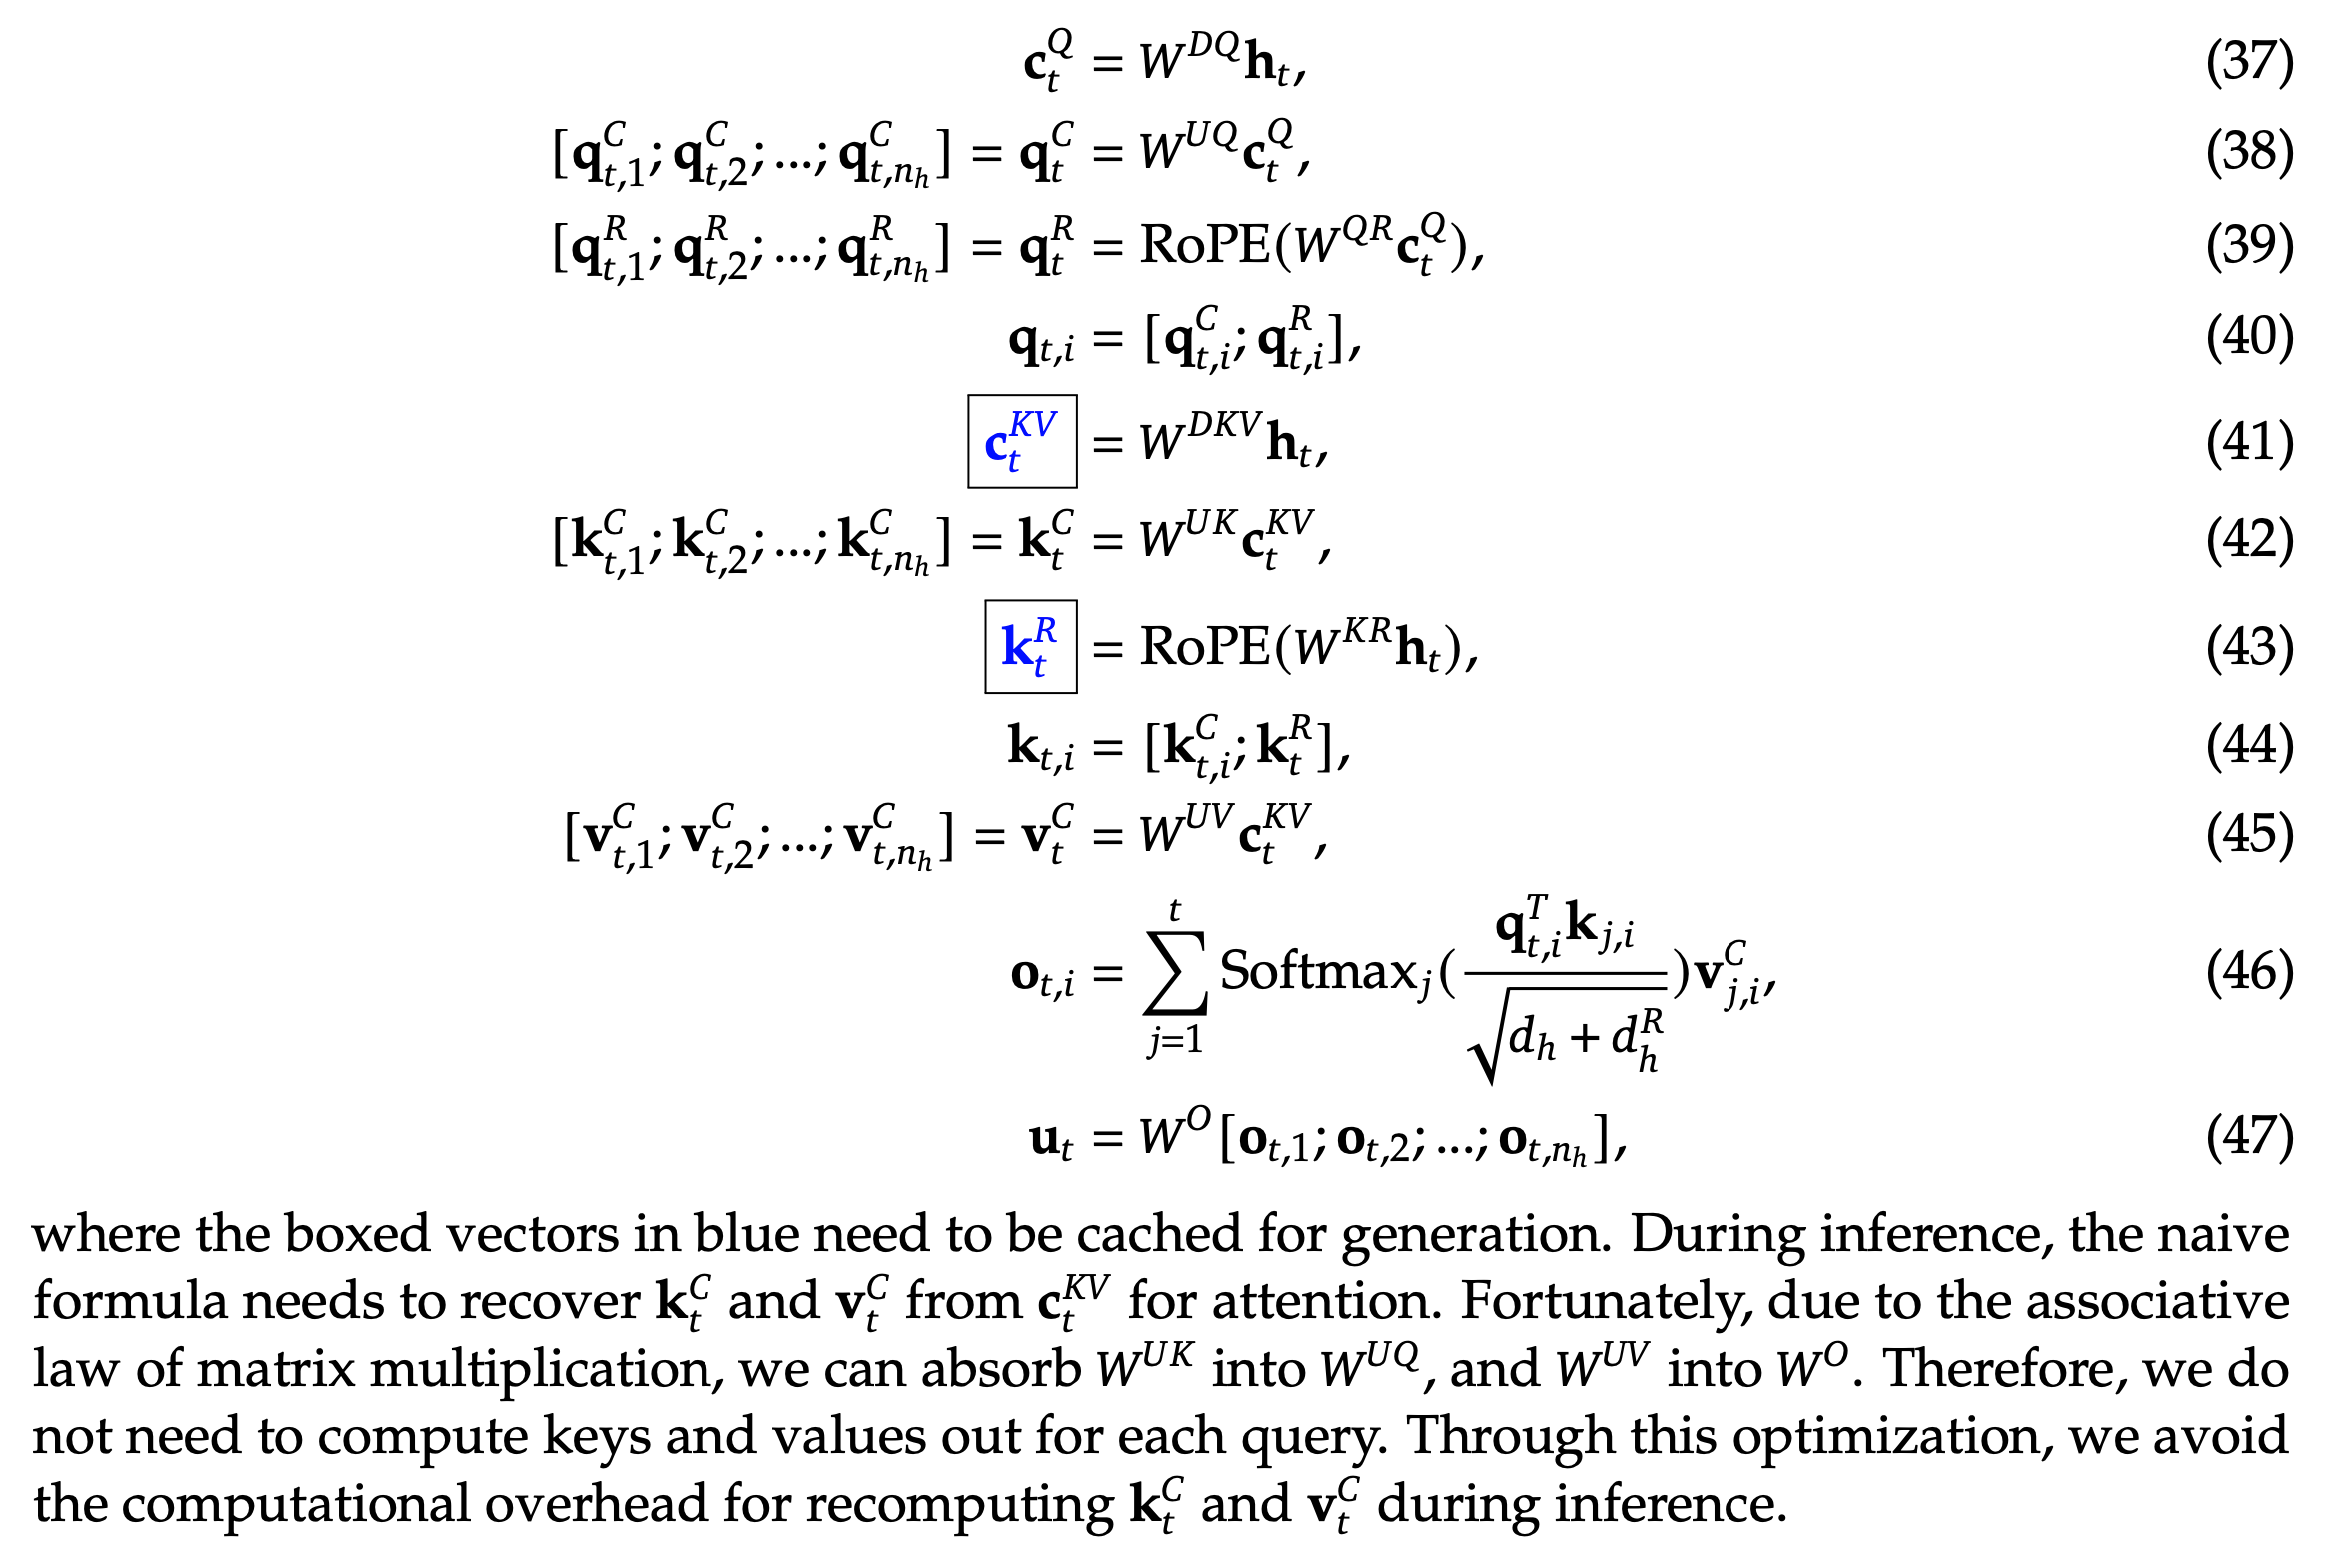 $\mathbf{c}_t^Q = W^{DQ}\mathbf{h}_t,$ (37)
$[\mathbf{q}_{t,1}^C; \mathbf{q}_{t,2}^C; ...; \mathbf{q}_{t,n_h}^C] = \mathbf{q}_t^C = W^{UQ}\mathbf{c}_t^Q,$ (38)
$[\mathbf{q}_{t,1}^R; \mathbf{q}_{t,2}^R; ...; \mathbf{q}_{t,n_h}^R] = \mathbf{q}_t^R = \text{RoPE}(W^{QR}\mathbf{c}_t^Q),$ (39)
$\mathbf{q}_{t,i} = [\mathbf{q}_{t,i}^C; \mathbf{q}_{t,i}^R],$ (40)
$\boxed{\mathbf{c}_t^{KV}} = W^{DKV}\mathbf{h}_t,$ (41)
$[\mathbf{k}_{t,1}^C; \mathbf{k}_{t,2}^C; ...; \mathbf{k}_{t,n_h}^C] = \mathbf{k}_t^C = W^{UK}\mathbf{c}_t^{KV},$ (42)
$\boxed{\mathbf{k}_t^R} = \text{RoPE}(W^{KR}\mathbf{h}_t),$ (43)
$\mathbf{k}_{t,i} = [\mathbf{k}_{t,i}^C; \mathbf{k}_t^R],$ (44)
$[\mathbf{v}_{t,1}^C; \mathbf{v}_{t,2}^C; ...; \mathbf{v}_{t,n_h}^C] = \mathbf{v}_t^C = W^{UV}\mathbf{c}_t^{KV},$ (45)
$\mathbf{o}_{t,i} = \sum_{j=1}^{t} \text{Softmax}_j(\frac{\mathbf{q}_{t,i}^T \mathbf{k}_{j,i}}{\sqrt{d_h + d_h^R}})\mathbf{v}_{j,i}^C,$ (46)
$\mathbf{u}_t = W^O[\mathbf{o}_{t,1}; \mathbf{o}_{t,2}; ...; \mathbf{o}_{t,n_h}],$ (47)
where the boxed vectors in blue need to be cached for generation. During inference, the naive
formula needs to recover $\mathbf{k}_t^C$ and $\mathbf{v}_t^C$ from $\mathbf{c}_t^{KV}$ for attention. Fortunately, due to the associative
law of matrix multiplication, we can absorb $W^{UK}$ into $W^{UQ}$, and $W^{UV}$ into $W^O$. Therefore, we do
not need to compute keys and values out for each query. Through this optimization, we avoid
the computational overhead for recomputing $\mathbf{k}_t^C$ and $\mathbf{v}_t^C$ during inference.